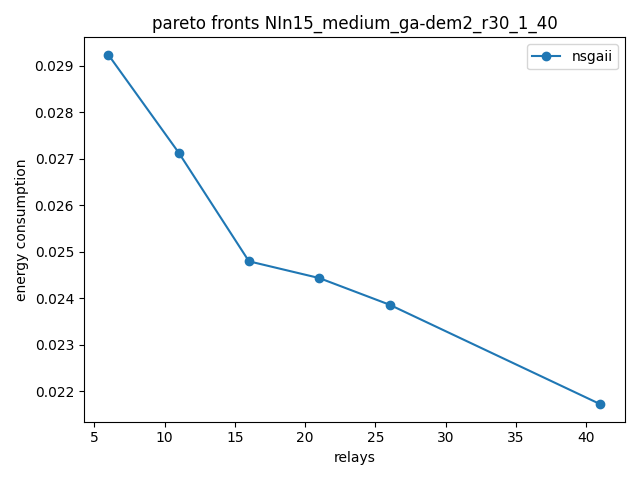 pareto fronts NIn15_medium_ga-dem2_r30_1_40
nsgaii
energy consumption
0.029
0.028
0.027
0.026
0.025
0.024
0.023
0.022
5 10 15 20 25 30 35 40
relays